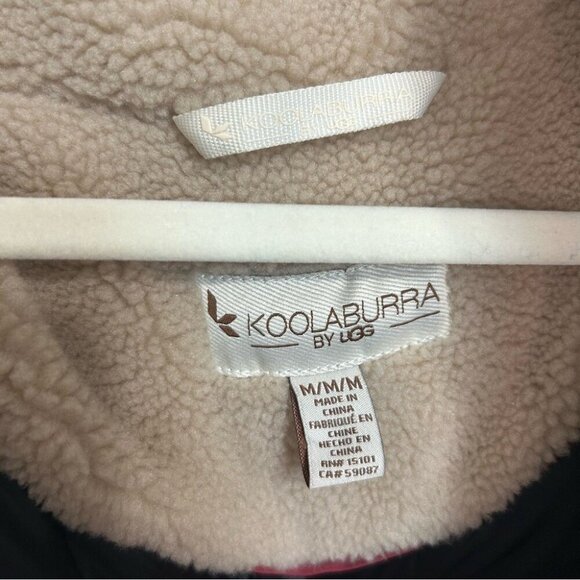 KOOLABURRA
KOOLABURRA
BY UGG
M/M/M
MADE IN
CHINA
FABRIQUÉ EN
CHINE
HECHO EN
CHINA
RN# 15101
CA# 59087